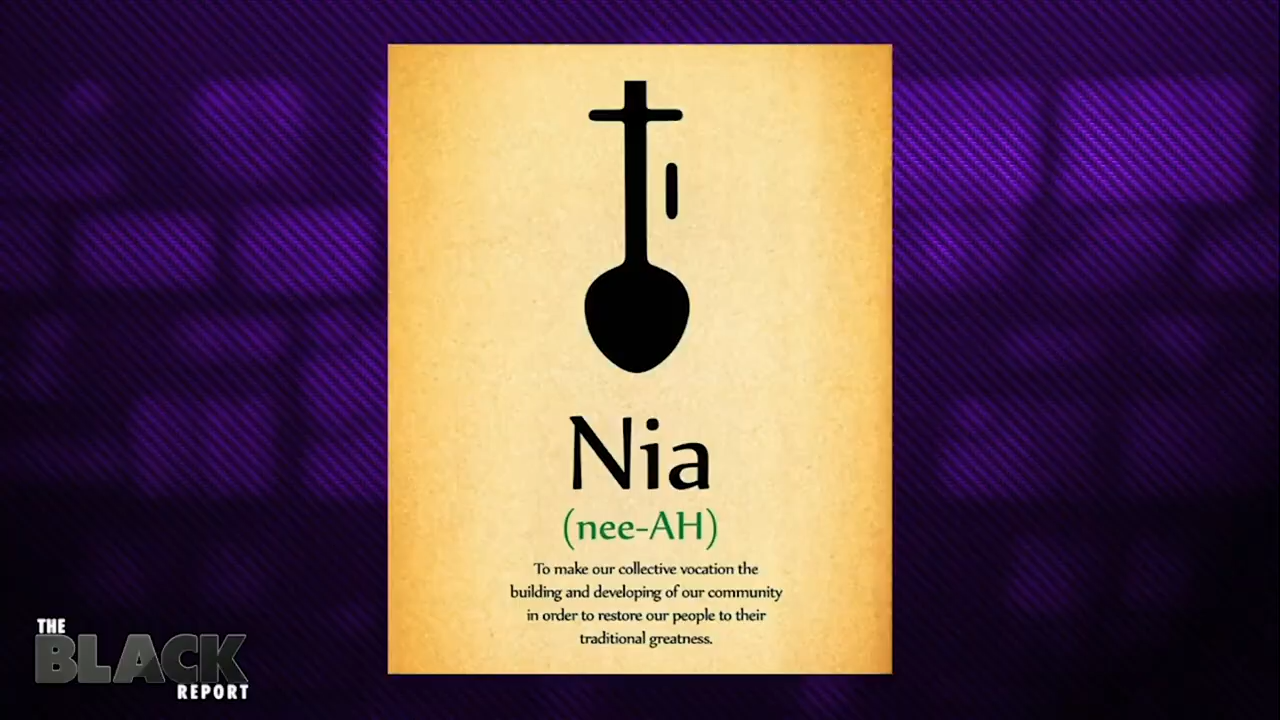 Nia
(nee-AH)
To make our collective vocation the
building and developing of our community
in order to restore our people to their
traditional greatness.
THE
BLACK
REPORT